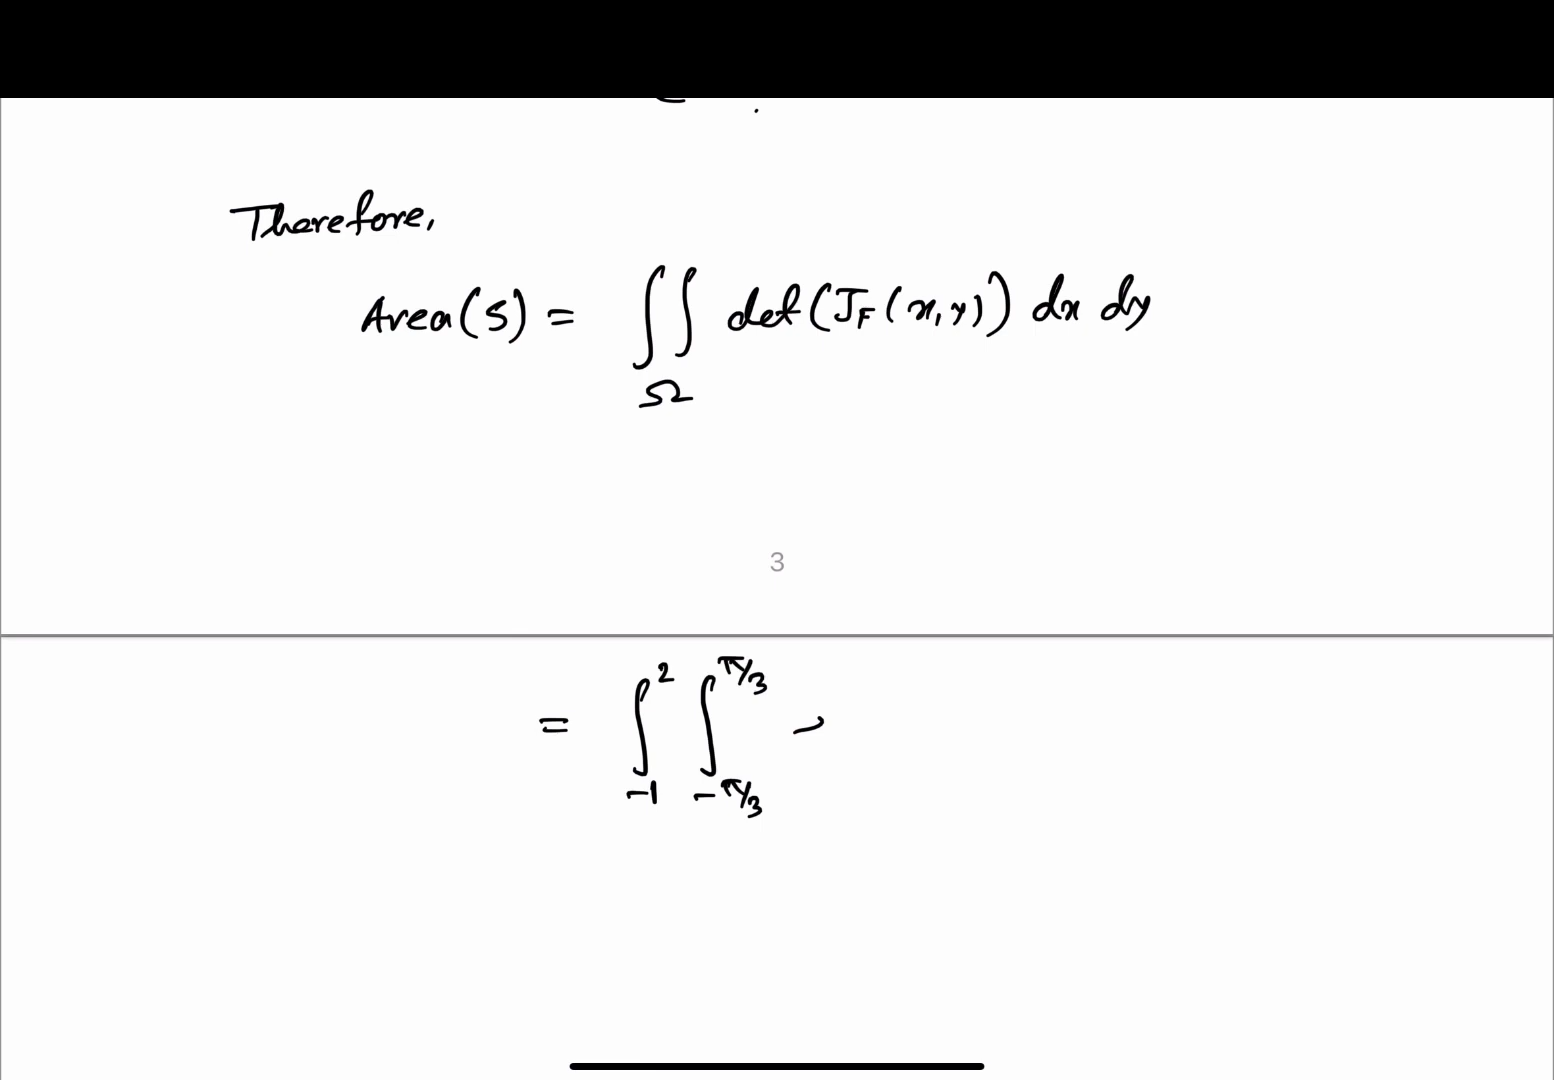 Therefore,
Area(S) = ∬_Ω det(J_F(x,y)) dx dy
3
= ∫_{-1}^{2} ∫_{-π/3}^{π/3}